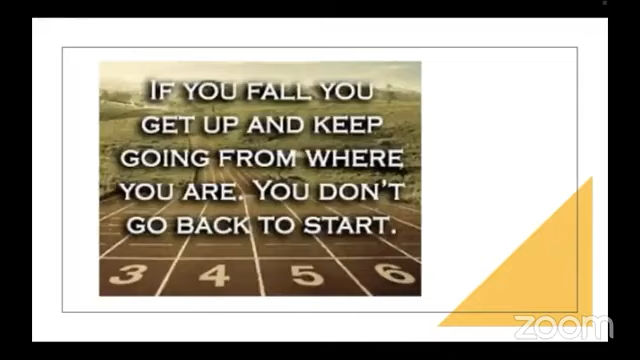 IF YOU FALL YOU
GET UP AND KEEP
GOING FROM WHERE
YOU ARE. YOU DON'T
GO BACK TO START.
3 4 5 6
zoom